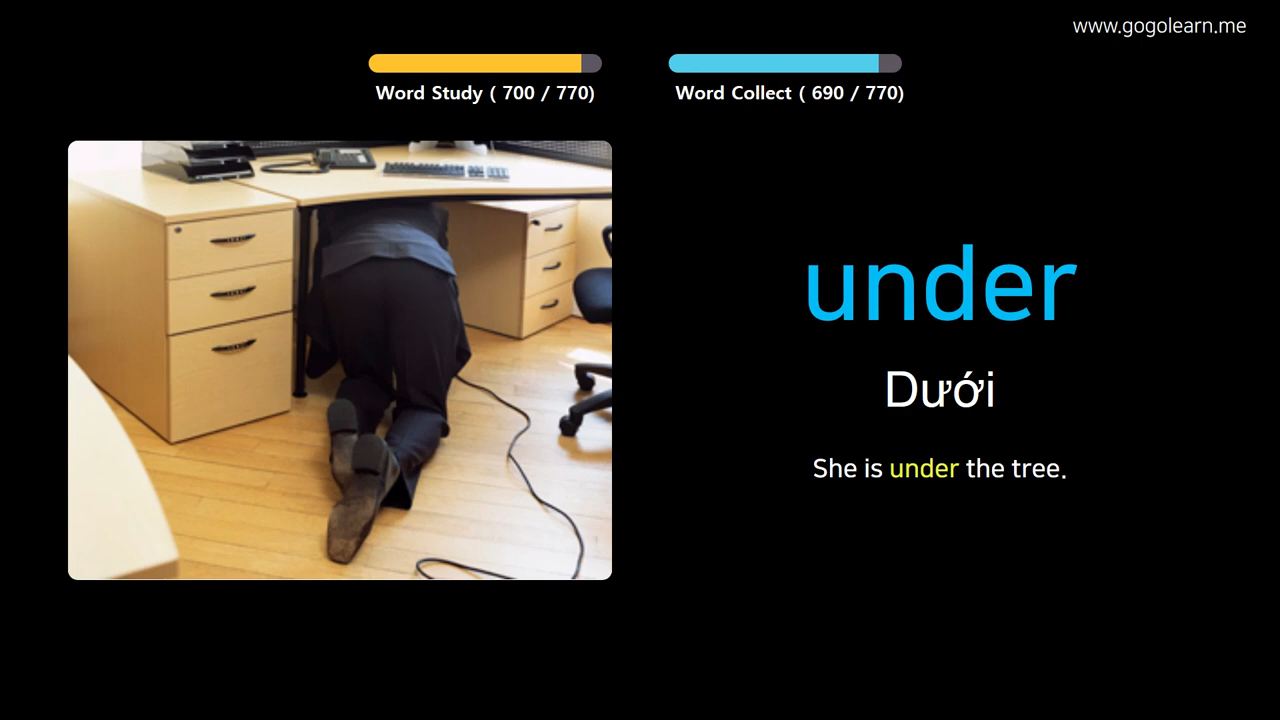 www.gogolearn.me
Word Study ( 700 / 770)
Word Collect ( 690 / 770)
under
Dưới
She is under the tree.